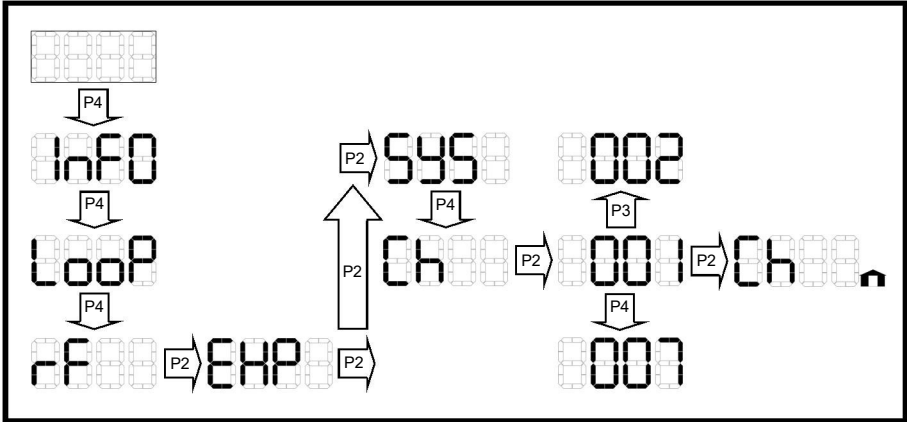 P4
InFO P2 SYS 002
P4 P4 P3
LooP P2 Ch P2 001 P2 Ch
P4 P4
rF P2 EHP P2 007